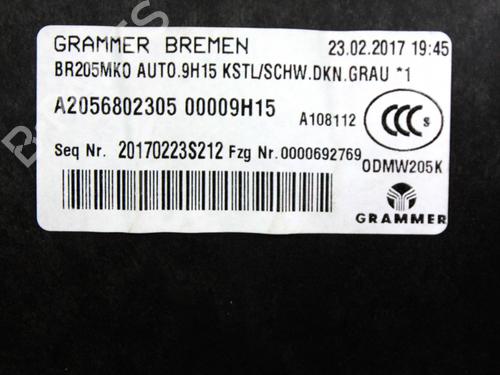 GRAMMER BREMEN 23.02.2017 19:45
BR205MKO AUTO.9H15 KSTL/SCHW.DKN.GRAU *1
A2056802305 00009H15 A108112 CCC S
Seq Nr. 20170223S212 Fzg Nr.0000692769 ODMW205K
GRAMMER